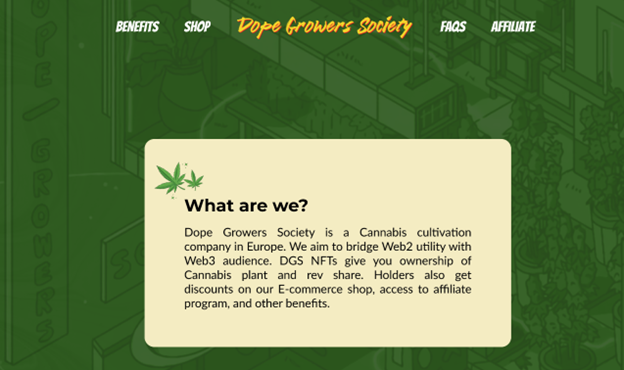 BENEFITS SHOP Dope Growers Society FAQS AFFILIATE
DOPE / GROWERS
What are we?
Dope Growers Society is a Cannabis cultivation
company in Europe. We aim to bridge Web2 utility with
Web3 audience. DGS NFTs give you ownership of
Cannabis plant and rev share. Holders also get
discounts on our E-commerce shop, access to affiliate
program, and other benefits.